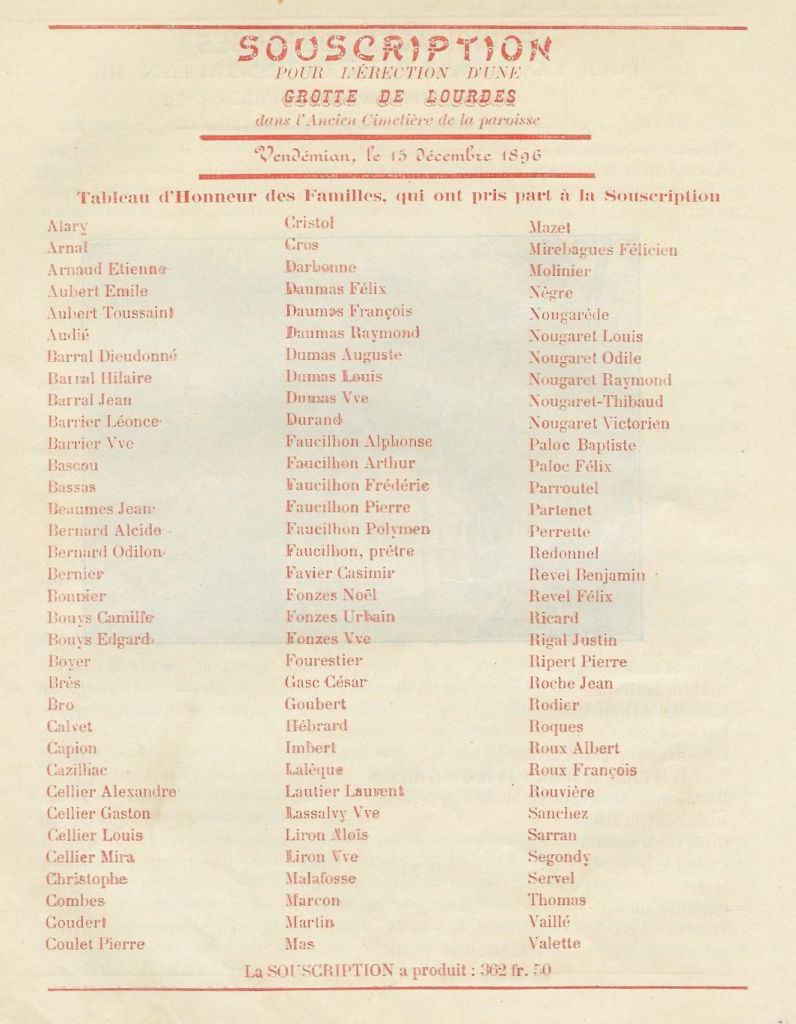 SOUSCRIPTION
POUR L'ÉRECTION D'UNE
GROTTE DE LOURDES
dans l'Ancien Cimetière de la paroisse
Vendémian, le 15 décembre 1896
Tableau d'Honneur des Familles, qui ont pris part à la Souscription
Alary
Arnal
Arnaud Etienne
Aubert Emile
Aubert Toussaint
Audié
Barral Dieudonné
Barral Hilaire
Barral Jean
Barrier Léonce
Barrier Vve
Bascou
Bassas
Beaumes Jean
Bernard Alcide
Bernard Odilon
Bernier
Bonnier
Bouys Camille
Bouys Edgard
Boyer
Brès
Bro
Calvet
Capion
Cazilhac
Cellier Alexandre
Cellier Gaston
Cellier Louis
Cellier Mira
Christophe
Combes
Coudert
Coulet Pierre
Cristol
Cros
Darbonne
Daumas Félix
Daumas François
Daumas Raymond
Dumas Auguste
Dumas Louis
Dumas Vve
Durand
Faucilhon Alphonse
Faucilhon Arthur
Faucilhon Frédéric
Faucilhon Pierre
Faucilhon Polymen
Faucilhon, prêtre
Favier Casimir
Fonzes Noël
Fonzes Urbain
Fonzes Vve
Fourestier
Gasc César
Goubert
Hébrard
Imbert
Lalèque
Lautier Laurent
Lassalvy Vve
Liron Aloïs
Liron Vve
Malafosse
Marcon
Martin
Mas
Mazet
Mirebagues Félicien
Molinier
Nègre
Nougarède
Nougaret Louis
Nougaret Odile
Nougaret Raymond
Nougaret-Thibaud
Nougaret Victorien
Paloc Baptiste
Paloc Félix
Parroutel
Partenet
Perrette
Redonnel
Revel Benjamin
Revel Félix
Ricard
Rigal Justin
Ripert Pierre
Roche Jean
Rodier
Roques
Roux Albert
Roux François
Rouvière
Sanchez
Sarran
Segondy
Servel
Thomas
Vaillé
Valette
La SOUSCRIPTION a produit : 362 fr. 50